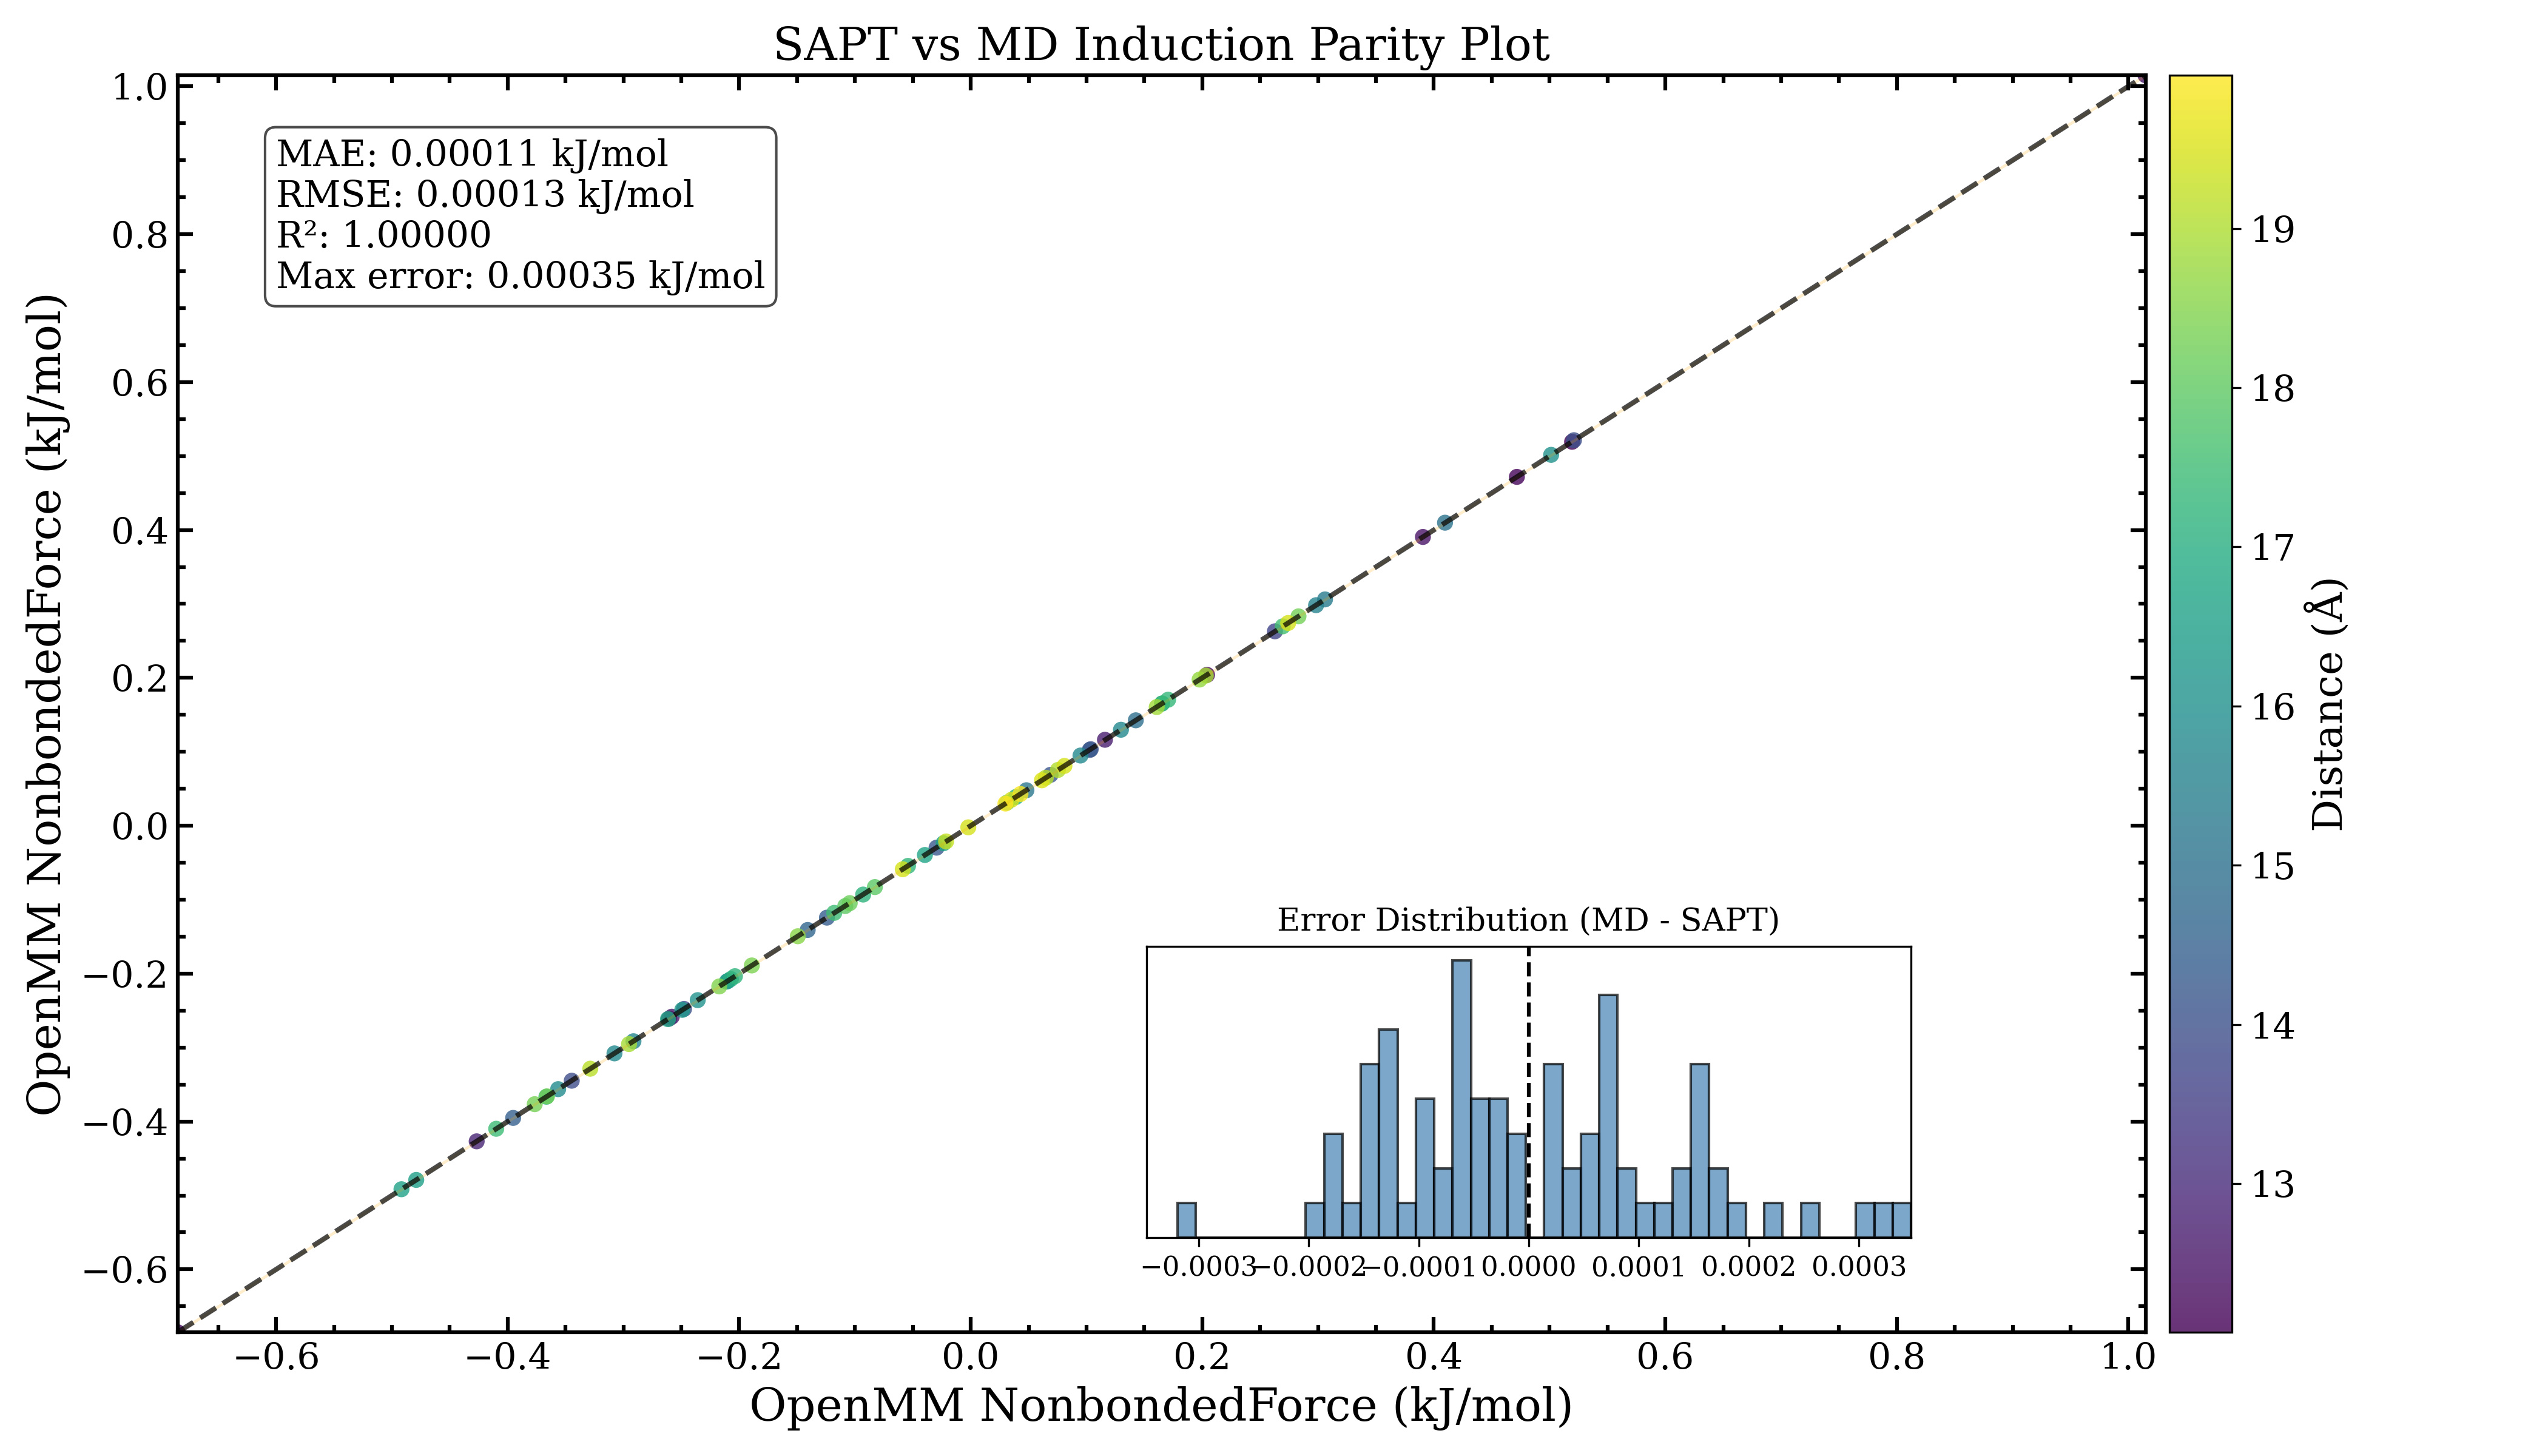 SAPT vs MD Induction Parity Plot
MAE: 0.00011 kJ/mol
RMSE: 0.00013 kJ/mol
R²: 1.00000
Max error: 0.00035 kJ/mol
OpenMM NonbondedForce (kJ/mol)
1.0
0.8
0.6
0.4
0.2
0.0
−0.2
−0.4
−0.6
Error Distribution (MD - SAPT)
−0.0003 −0.0002 −0.0001 0.0000 0.0001 0.0002 0.0003
−0.6 −0.4 −0.2 0.0 0.2 0.4 0.6 0.8 1.0
OpenMM NonbondedForce (kJ/mol)
19
18
17
16
15
14
13
Distance (Å)